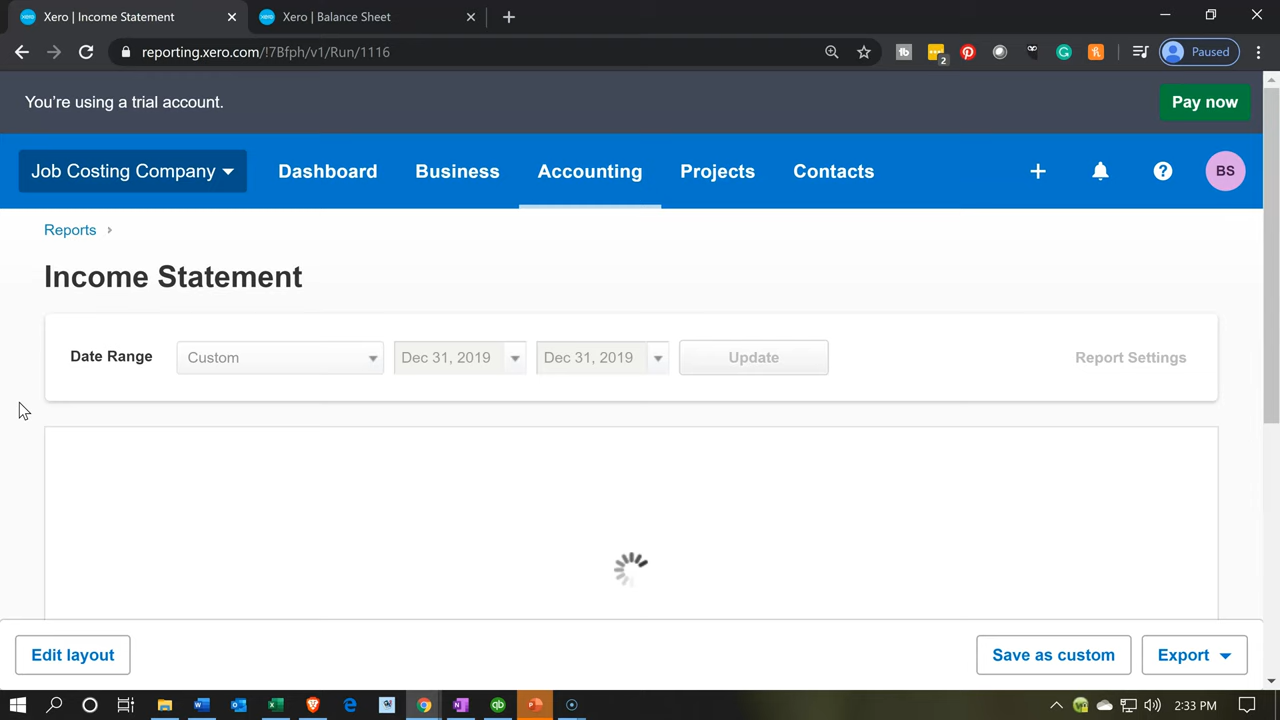 Xero | Income Statement
Xero | Balance Sheet
reporting.xero.com/!7Bfph/v1/Run/1116
2
Paused
You're using a trial account.
Pay now
Job Costing Company
Dashboard
Business
Accounting
Projects
Contacts
BS
Reports
Income Statement
Date Range
Custom
Dec 31, 2019
Dec 31, 2019
Update
Report Settings
Edit layout
Save as custom
Export
2:33 PM